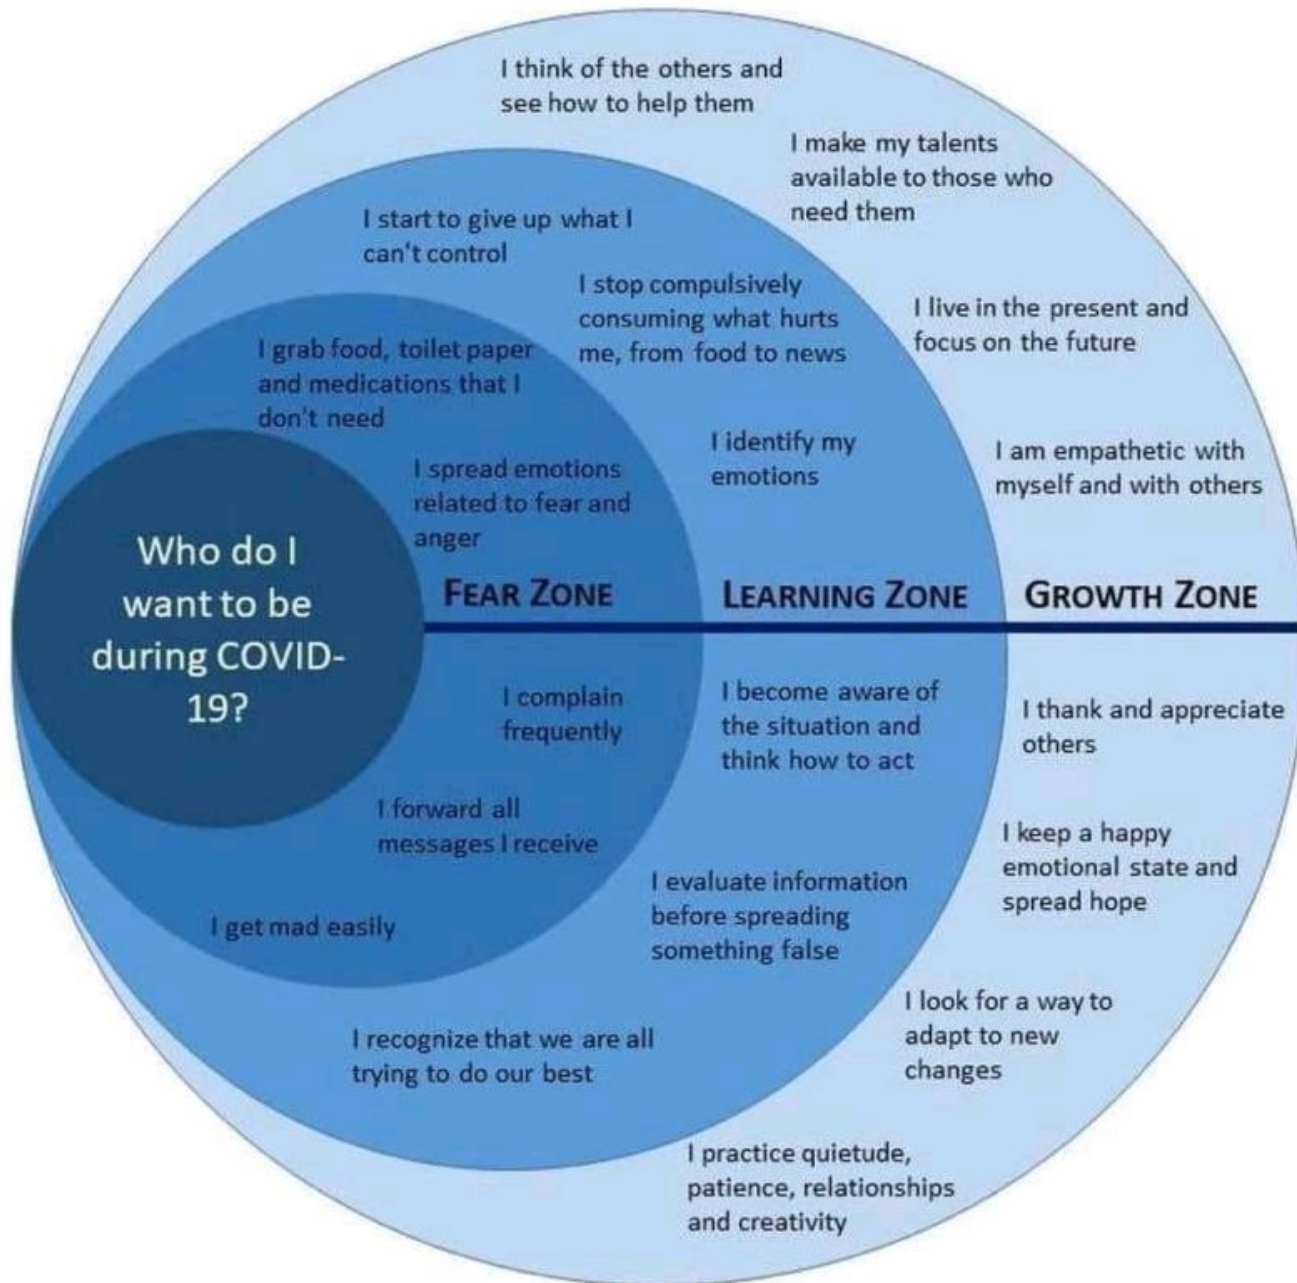 I think of the others and
see how to help them
I make my talents
available to those who
need them
I start to give up what I
can't control
I stop compulsively
consuming what hurts
me, from food to news
I live in the present and
focus on the future
I grab food, toilet paper
and medications that I
don't need
I identify my
emotions
I am empathetic with
myself and with others
I spread emotions
related to fear and
anger
Who do I
want to be
during COVID-
19?
FEAR ZONE
LEARNING ZONE
GROWTH ZONE
I complain
frequently
I become aware of
the situation and
think how to act
I thank and appreciate
others
I forward all
messages I receive
I keep a happy
emotional state and
spread hope
I evaluate information
before spreading
something false
I get mad easily
I look for a way to
adapt to new
changes
I recognize that we are all
trying to do our best
I practice quietude,
patience, relationships
and creativity